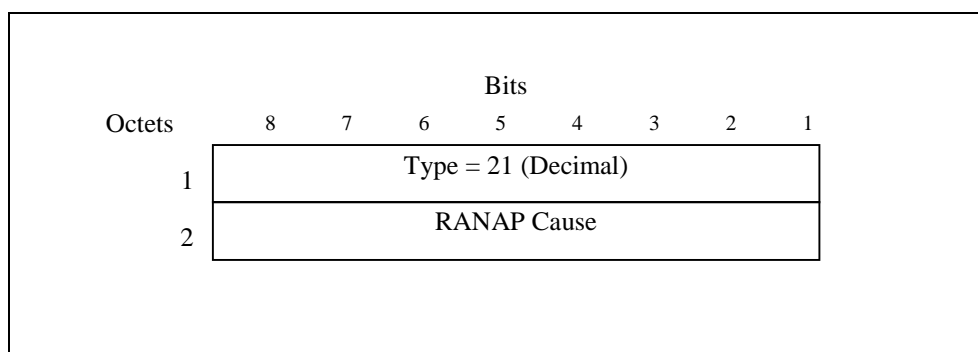 Bits
Octets 8 7 6 5 4 3 2 1
1 Type = 21 (Decimal)
2 RANAP Cause